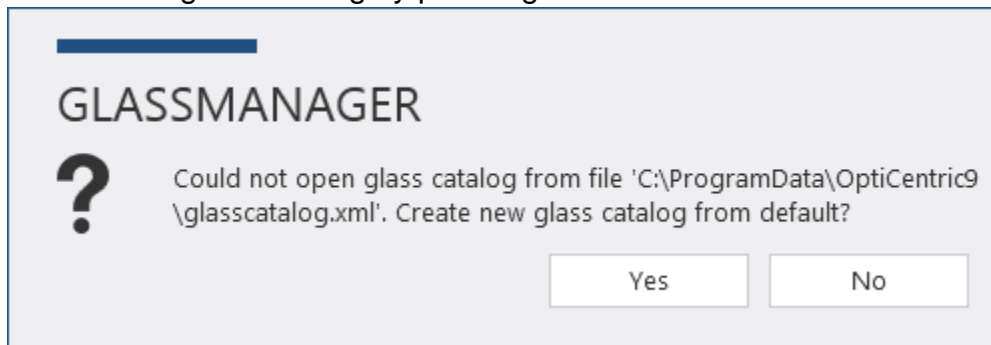 GLASSMANAGER
?
Could not open glass catalog from file 'C:\ProgramData\OptiCentric9
\glasscatalog.xml'. Create new glass catalog from default?
Yes No